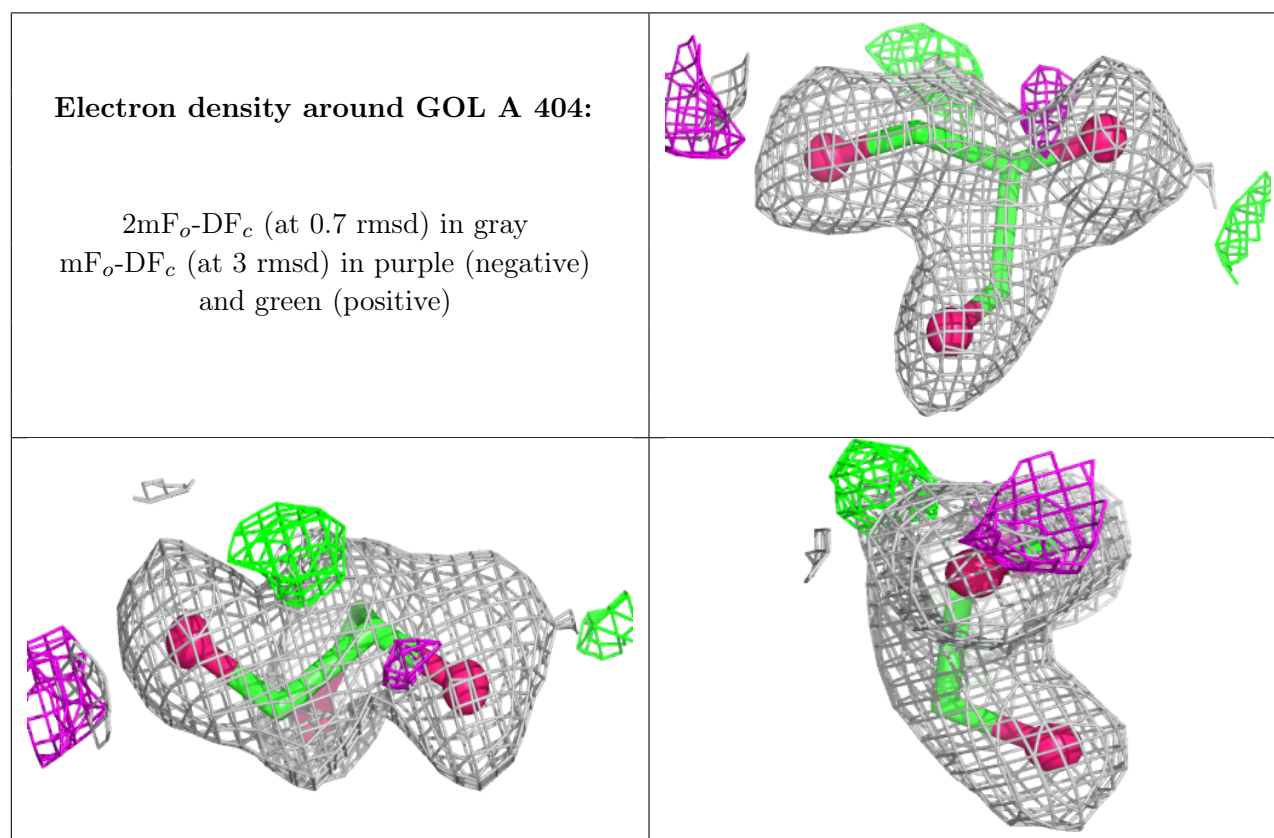 Electron density around GOL A 404:
2mFₒ-DF𝒸 (at 0.7 rmsd) in gray
mFₒ-DF𝒸 (at 3 rmsd) in purple (negative)
and green (positive)